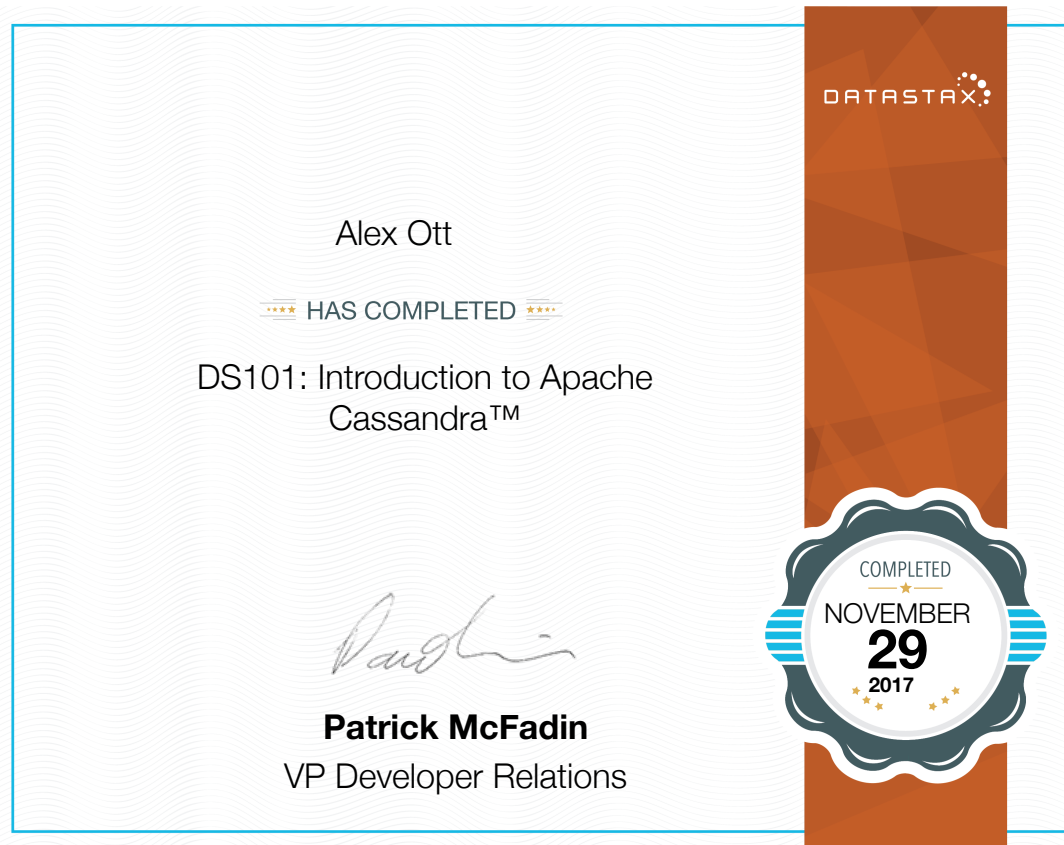 DATASTAX
Alex Ott
HAS COMPLETED
DS101: Introduction to Apache
Cassandra™
COMPLETED
NOVEMBER
29
2017
Patrick McFadin
VP Developer Relations